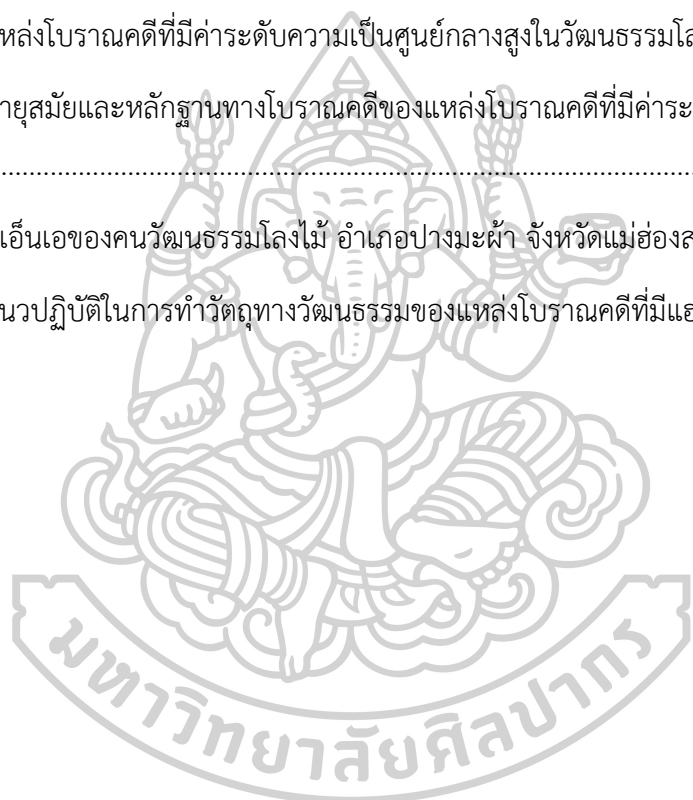 หล่งโบราณคดีที่มีค่าระดับความเป็นศูนย์กลางสูงในวัฒนธรรมโล
ายุสมัยและหลักฐานทางโบราณคดีของแหล่งโบราณคดีที่มีค่าระ
....................................................................................................
เอ็นเอของคนวัฒนธรรมโลงไม้ อำเภอปางมะผ้า จังหวัดแม่ฮ่องส
นวปฏิบัติในการทำวัตถุทางวัฒนธรรมของแหล่งโบราณคดีที่มีแฮ
มหาวิทยาลัยศิลปากร